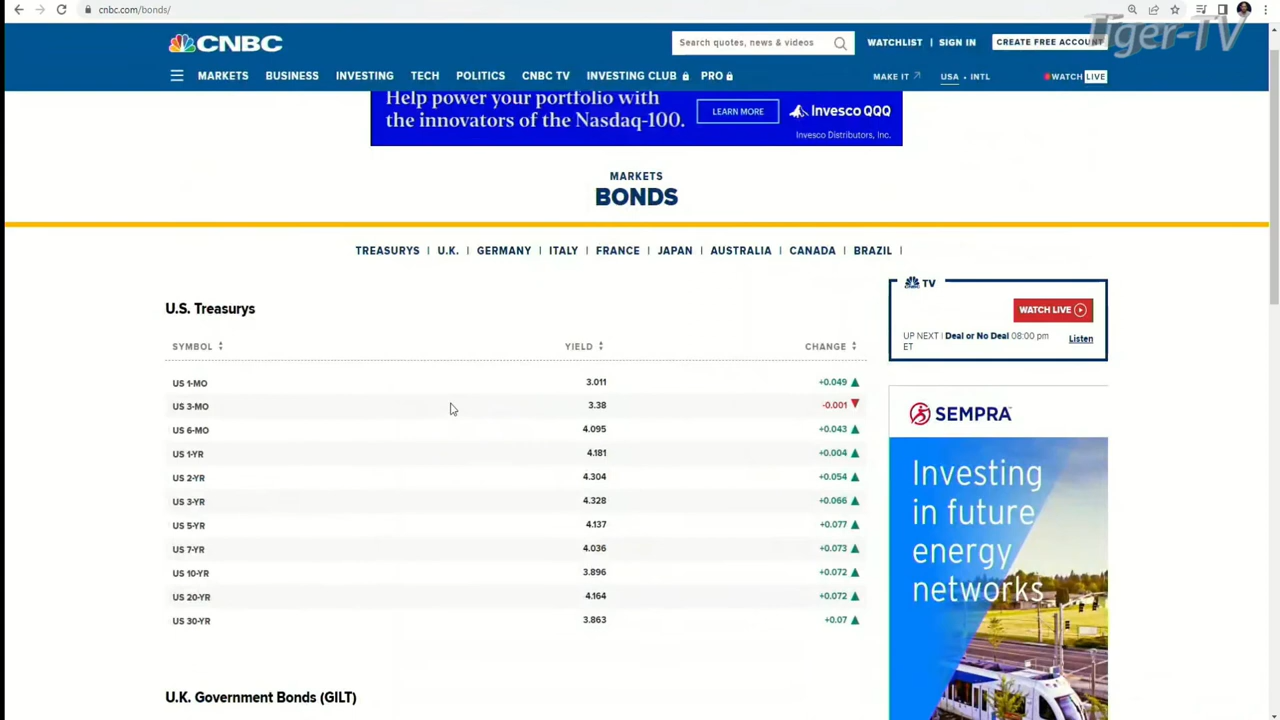 cnbc.com/bonds/
Tiger-TV
CNBC
Search quotes, news & videos
WATCHLIST | SIGN IN
CREATE FREE ACCOUNT
MARKETS BUSINESS INVESTING TECH POLITICS CNBC TV INVESTING CLUB PRO
MAKE IT USA • INTL WATCH LIVE
Help power your portfolio with
the innovators of the Nasdaq-100.
LEARN MORE
Invesco QQQ
Invesco Distributors, Inc.
MARKETS
BONDS
TREASURYS | U.K. | GERMANY | ITALY | FRANCE | JAPAN | AUSTRALIA | CANADA | BRAZIL |
U.S. Treasurys
SYMBOL YIELD CHANGE
US 1-MO 3.011 +0.049
US 3-MO 3.38 -0.001
US 6-MO 4.095 +0.043
US 1-YR 4.181 +0.004
US 2-YR 4.304 +0.054
US 3-YR 4.328 +0.066
US 5-YR 4.137 +0.077
US 7-YR 4.036 +0.073
US 10-YR 3.896 +0.072
US 20-YR 4.164 +0.072
US 30-YR 3.863 +0.07
U.K. Government Bonds (GILT)
TV
WATCH LIVE
UP NEXT | Deal or No Deal 08:00 pm
ET
Listen
SEMPRA
Investing
in future
energy
networks